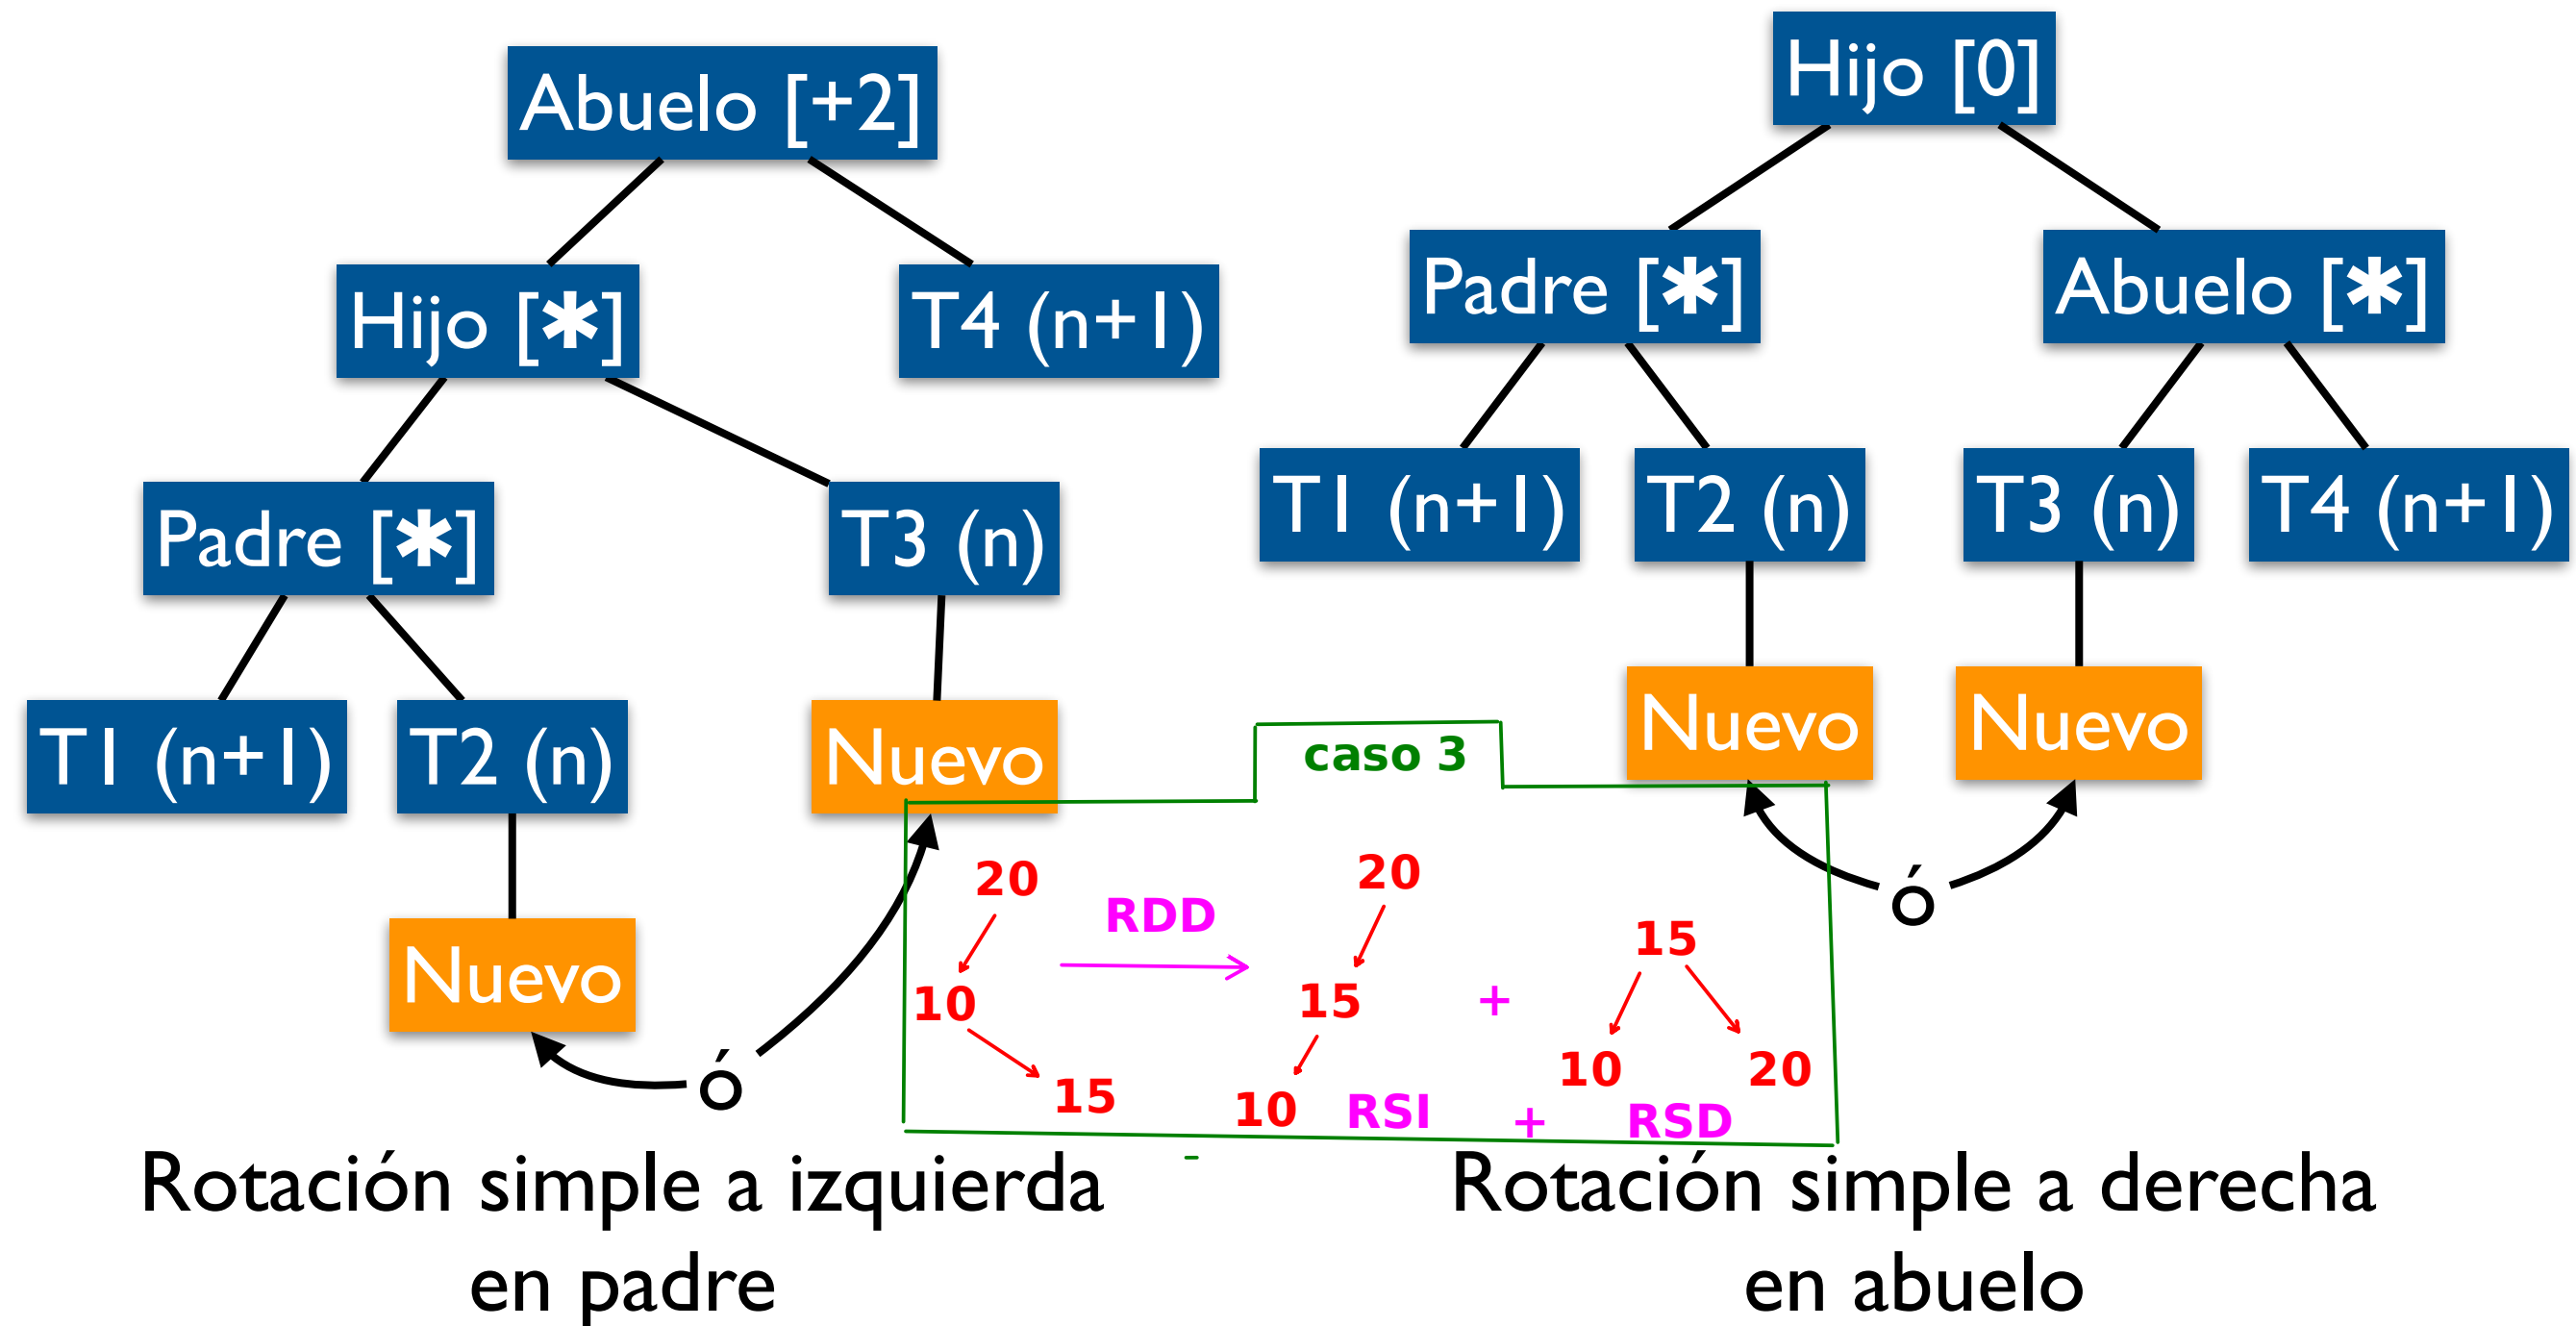 Abuelo [+2]
Hijo [✱]
T4 (n+1)
Padre [✱]
T3 (n)
T1 (n+1)
T2 (n)
Nuevo
Nuevo
ó
Rotación simple a izquierda
en padre
Hijo [0]
Padre [✱]
Abuelo [✱]
T1 (n+1)
T2 (n)
T3 (n)
T4 (n+1)
Nuevo
Nuevo
ó
Rotación simple a derecha
en abuelo
caso 3
20
10
15
RDD
20
15
10
+
15
10
20
RSI + RSD